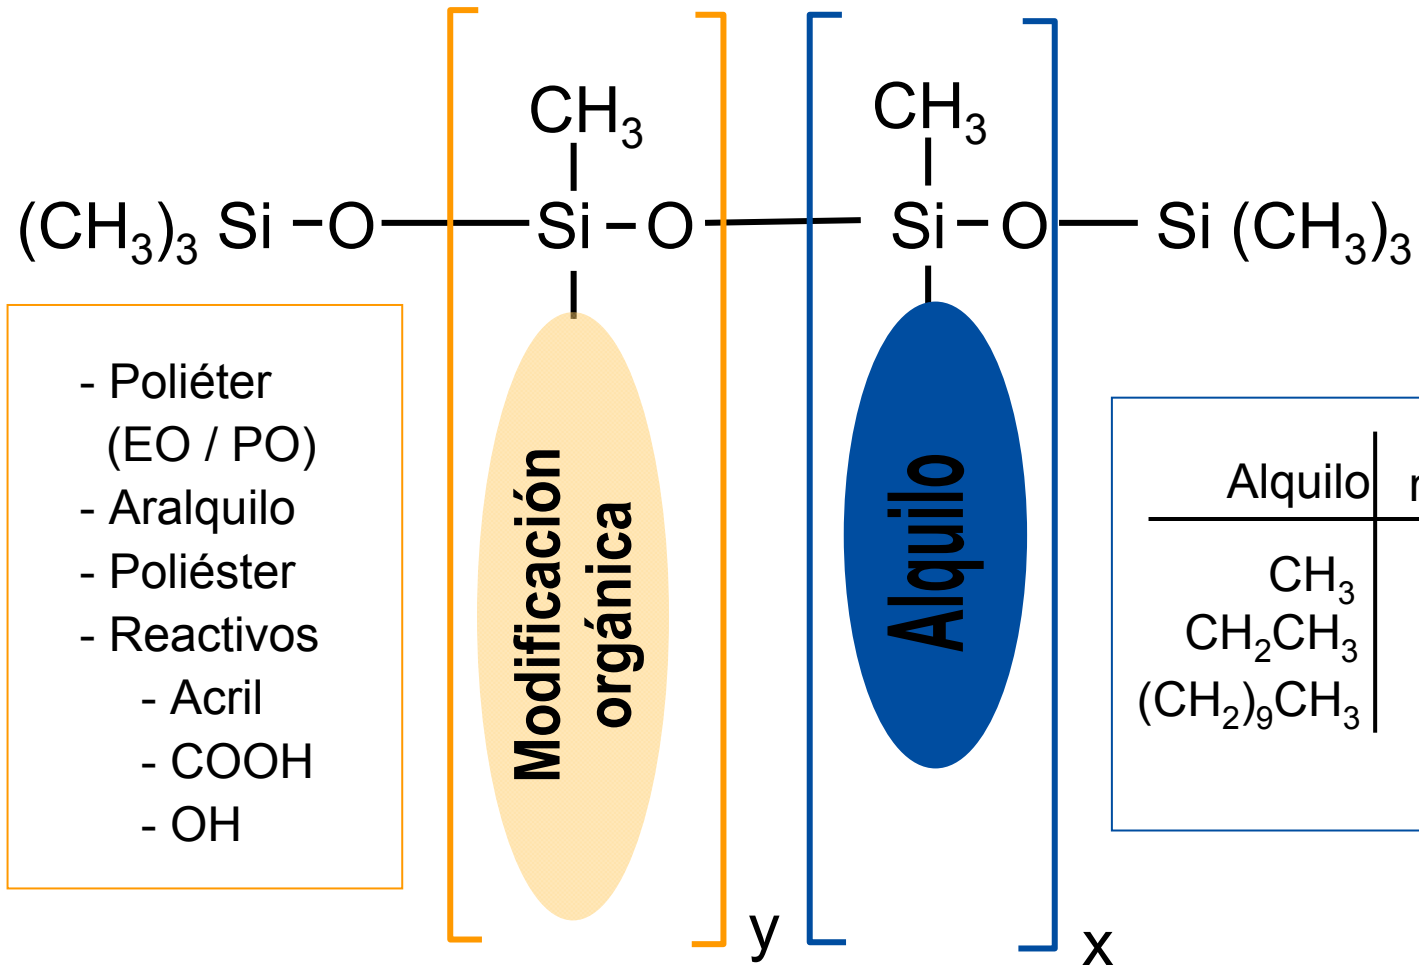 CH₃ CH₃
(CH₃)₃ Si – O — Si – O — Si – O — Si (CH₃)₃
- Poliéter
(EO / PO)
- Aralquilo
- Poliéster
- Reactivos
- Acril
- COOH
- OH
Modificación
orgánica
y
Alquilo
x
Alquilo
CH₃
CH₂CH₃
(CH₂)₉CH₃